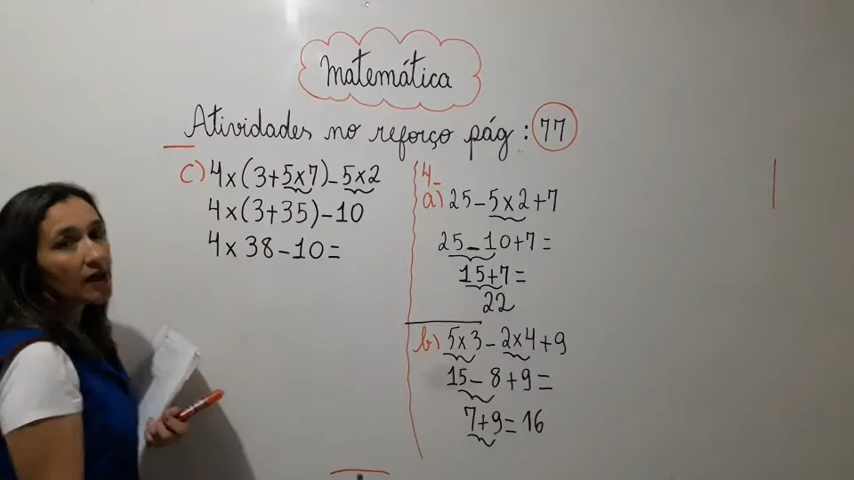 Matemática
Atividades no reforço pág: 77
c) 4x(3+5x7)-5x2
4x(3+35)-10
4x38-10=
4-
a) 25-5x2+7
25-10+7=
15+7=
22
b) 5x3-2x4+9
15-8+9=
7+9=16